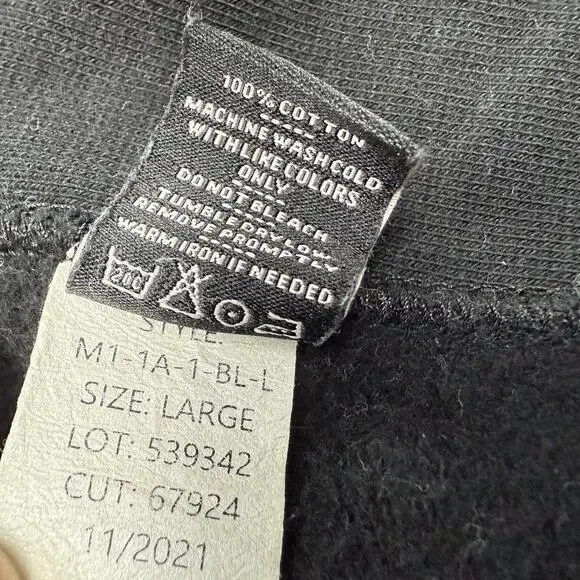 100% COTTON
-----
MACHINE WASH COLD
WITH LIKE COLORS
ONLY
-----
DO NOT BLEACH
-----
TUMBLE DRY LOW
REMOVE PROMPTLY
-----
WARM IRON IF NEEDED
STYLE:
M1-1A-1-BL-L
SIZE: LARGE
LOT: 539342
CUT: 67924
11/2021